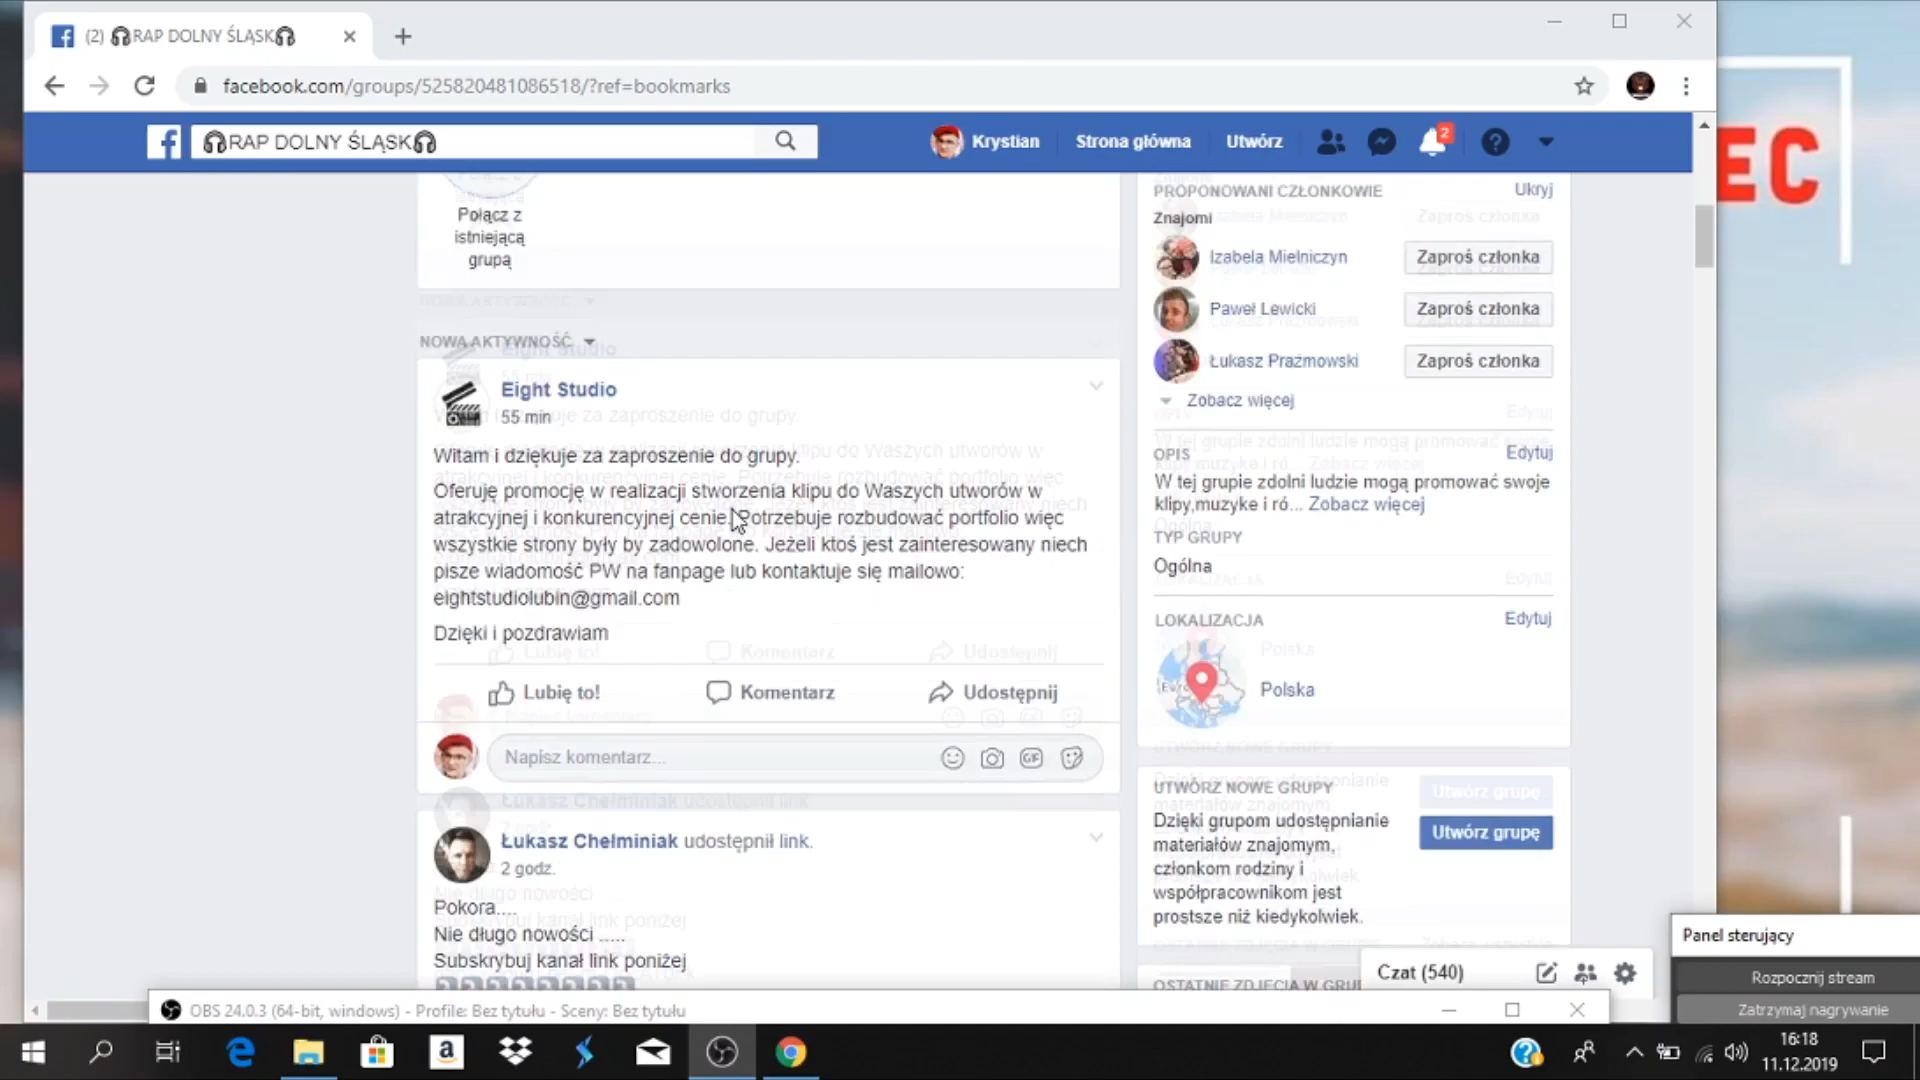 (2) 🎧RAP DOLNY ŚLĄSK🎧
facebook.com/groups/525820481086518/?ref=bookmarks
EC
🎧RAP DOLNY ŚLĄSK🎧
Krystian
Strona główna
Utwórz
2
Połącz z
istniejącą
grupą
NOWA AKTYWNOŚĆ
Eight Studio
55 min
Witam i dziękuje za zaproszenie do grupy.
Oferuję promocję w realizacji stworzenia klipu do Waszych utworów w
atrakcyjnej i konkurencyjnej cenie. Potrzebuje rozbudować portfolio więc
wszystkie strony były by zadowolone. Jeżeli ktoś jest zainteresowany niech
pisze wiadomość PW na fanpage lub kontaktuje się mailowo:
eightstudiolubin@gmail.com
Dzięki i pozdrawiam
Lubię to!
Komentarz
Udostępnij
Napisz komentarz...
GIF
Łukasz Chełminiak udostępnił link.
2 godz.
Pokora....
Nie długo nowości .....
Subskrybuj kanał link poniżej
PROPONOWANI CZŁONKOWIE
Ukryj
Znajomi
Izabela Mielniczyn
Zaproś członka
Paweł Lewicki
Zaproś członka
Łukasz Prażmowski
Zaproś członka
Zobacz więcej
OPIS
Edytuj
W tej grupie zdolni ludzie mogą promować swoje
klipy,muzyke i ró... Zobacz więcej
TYP GRUPY
Ogólna
LOKALIZACJA
Edytuj
Polska
UTWÓRZ NOWE GRUPY
Dzięki grupom udostępnianie
materiałów znajomym,
członkom rodziny i
współpracownikom jest
prostsze niż kiedykolwiek.
Utwórz grupę
OSTATNIE ZDJĘCIA W GRUP
Czat (540)
Panel sterujący
Rozpocznij stream
Zatrzymaj nagrywanie
OBS 24.0.3 (64-bit, windows) - Profile: Bez tytułu - Sceny: Bez tytułu
16:18
11.12.2019